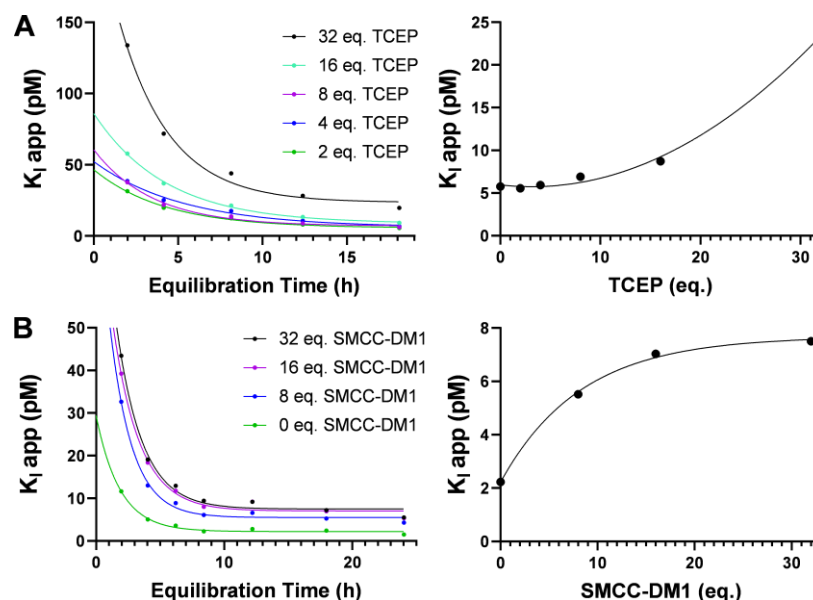 A
K_I app (pM)
150
100
50
0
0
5
10
15
Equilibration Time (h)
32 eq. TCEP
16 eq. TCEP
8 eq. TCEP
4 eq. TCEP
2 eq. TCEP
K_I app (pM)
25
20
15
10
5
0
0
10
20
30
TCEP (eq.)
B
K_I app (pM)
50
40
30
20
10
0
0
10
20
Equilibration Time (h)
32 eq. SMCC-DM1
16 eq. SMCC-DM1
8 eq. SMCC-DM1
0 eq. SMCC-DM1
K_I app (pM)
8
6
4
2
0
0
10
20
30
SMCC-DM1 (eq.)